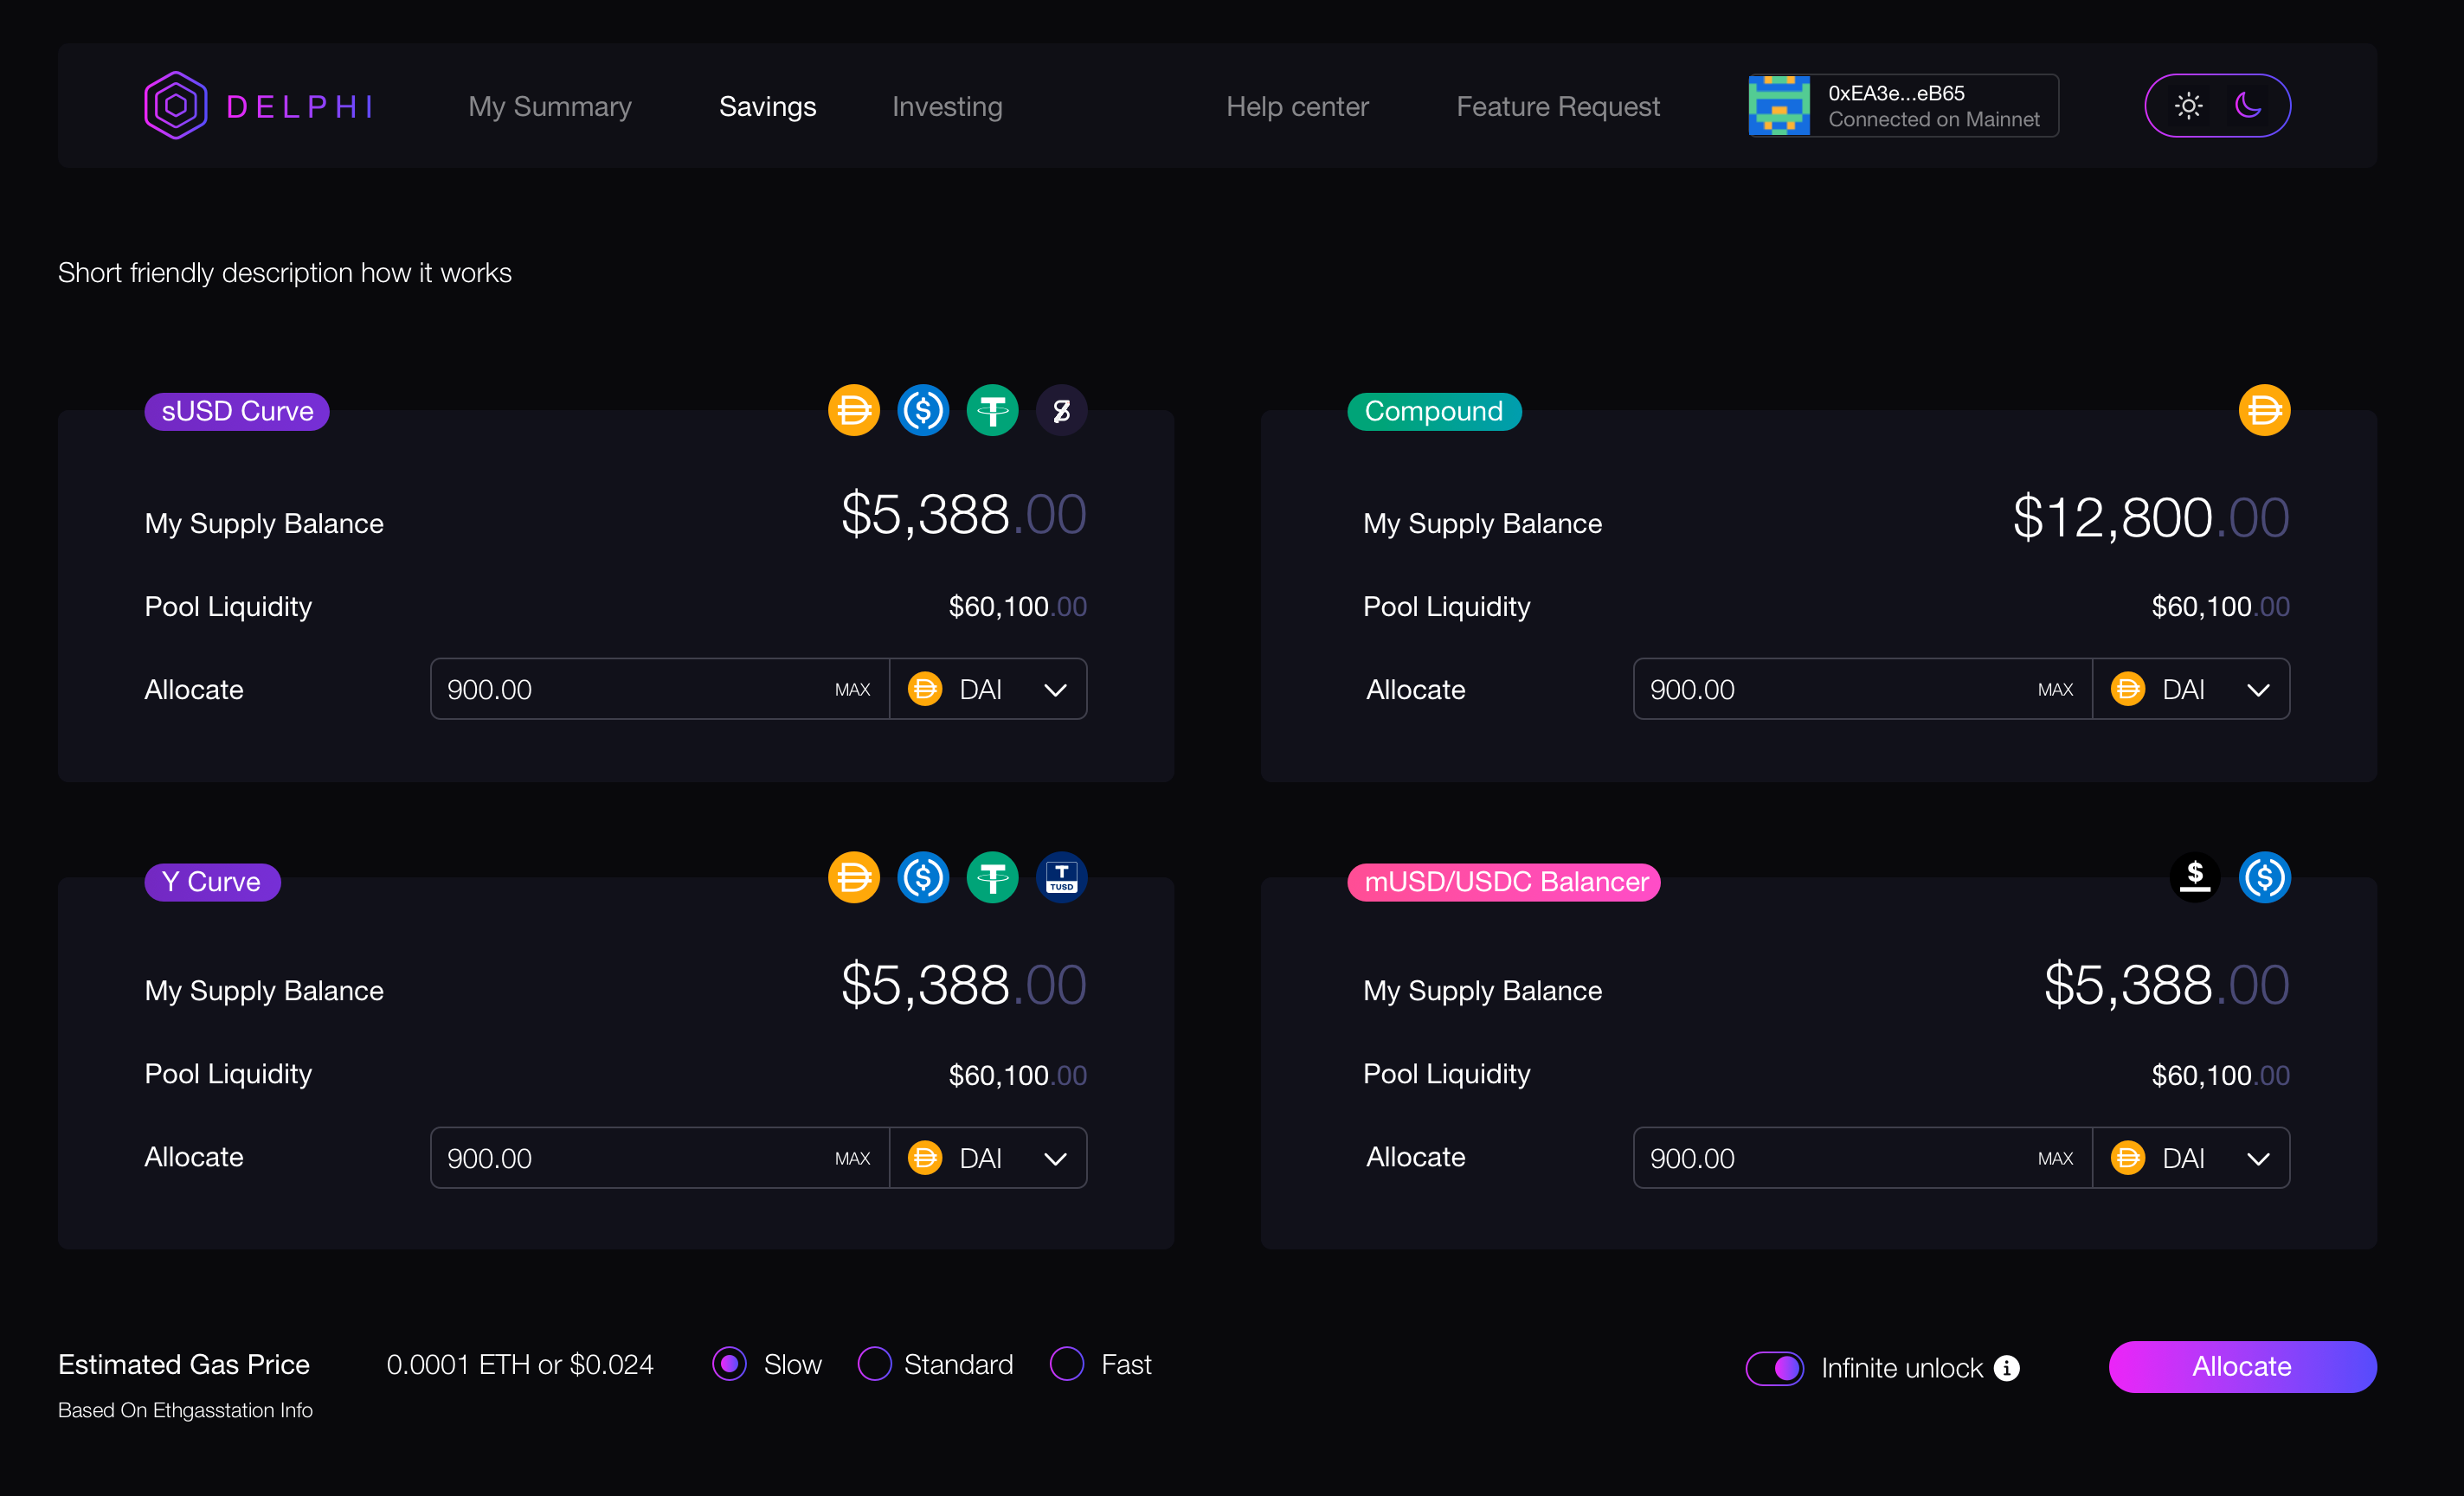 DELPHI
My Summary
Savings
Investing
Help center
Feature Request
0xEA3e...eB65
Connected on Mainnet
Short friendly description how it works
sUSD Curve
My Supply Balance
$5,388.00
Pool Liquidity
$60,100.00
Allocate
900.00
MAX
DAI
Compound
My Supply Balance
$12,800.00
Pool Liquidity
$60,100.00
Allocate
900.00
MAX
DAI
Y Curve
TUSD
My Supply Balance
$5,388.00
Pool Liquidity
$60,100.00
Allocate
900.00
MAX
DAI
mUSD/USDC Balancer
My Supply Balance
$5,388.00
Pool Liquidity
$60,100.00
Allocate
900.00
MAX
DAI
Estimated Gas Price
0.0001 ETH or $0.024
Slow
Standard
Fast
Based On Ethgasstation Info
Infinite unlock
Allocate